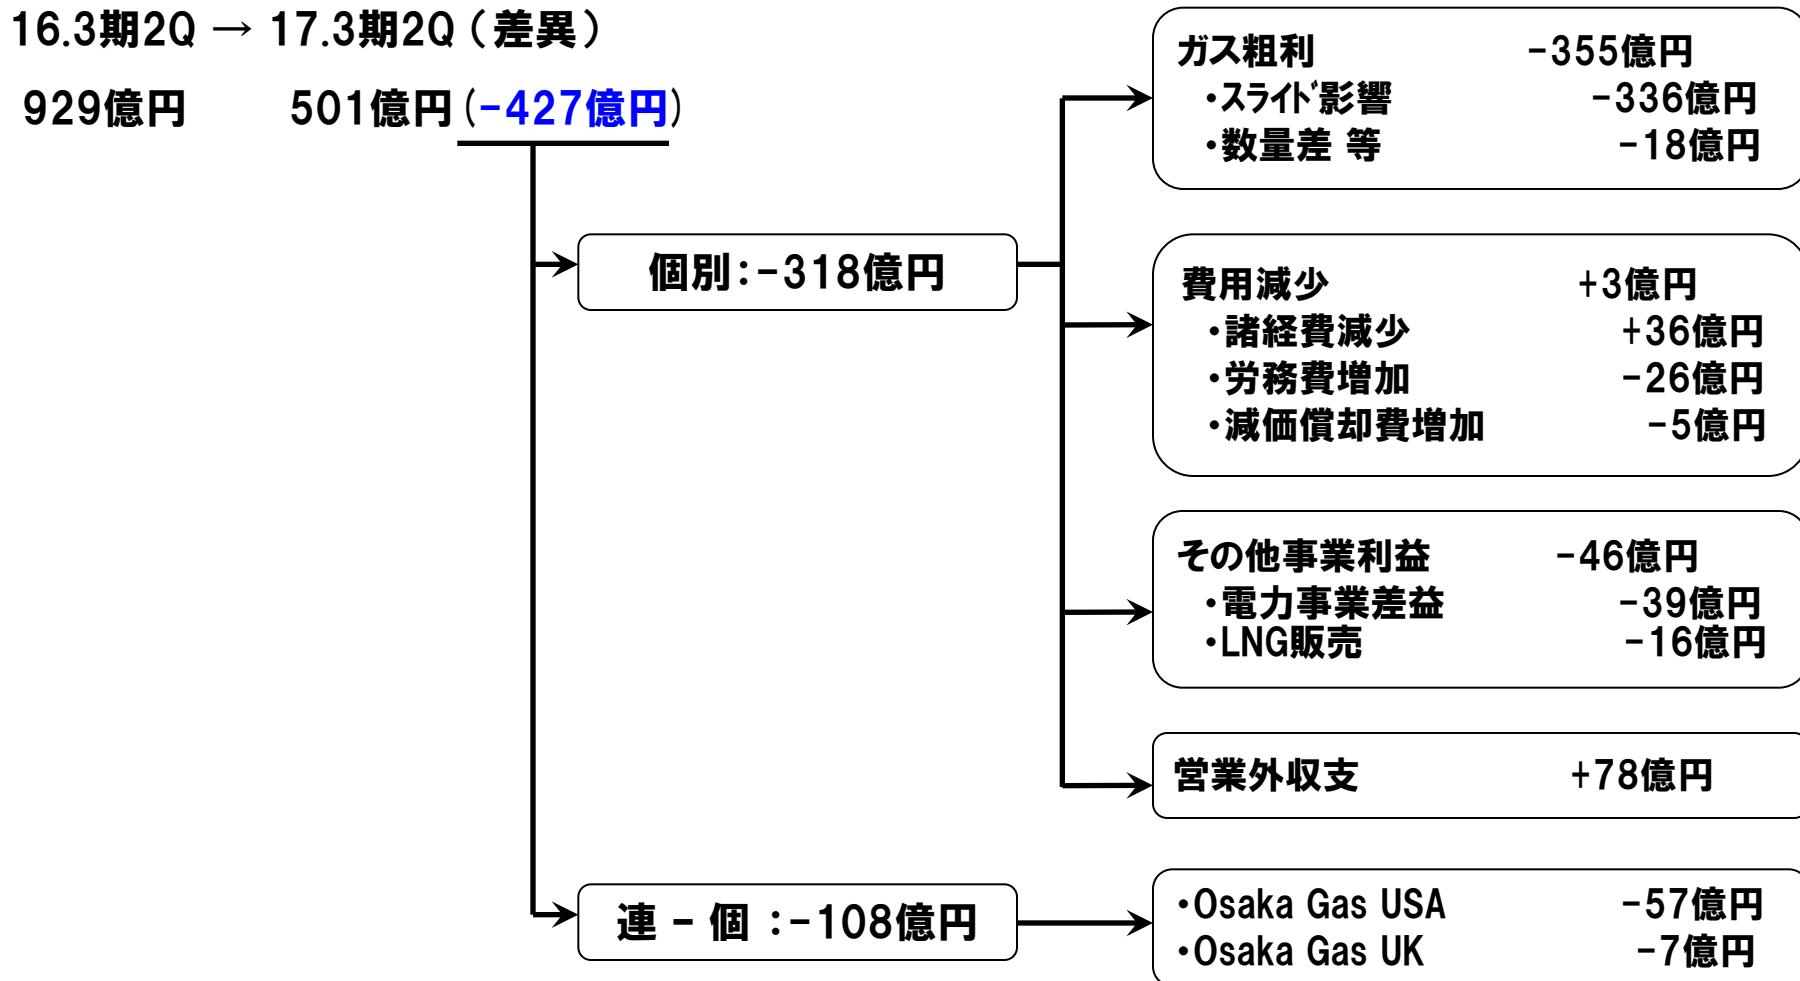 16.3期2Q → 17.3期2Q（差異）
929億円 501億円(-427億円)
個別:-318億円
ガス粗利 -355億円
・スライド影響 -336億円
・数量差 等 -18億円
費用減少 +3億円
・諸経費減少 +36億円
・労務費増加 -26億円
・減価償却費増加 -5億円
その他事業利益 -46億円
・電力事業差益 -39億円
・LNG販売 -16億円
営業外収支 +78億円
連 - 個 :-108億円
・Osaka Gas USA -57億円
・Osaka Gas UK -7億円